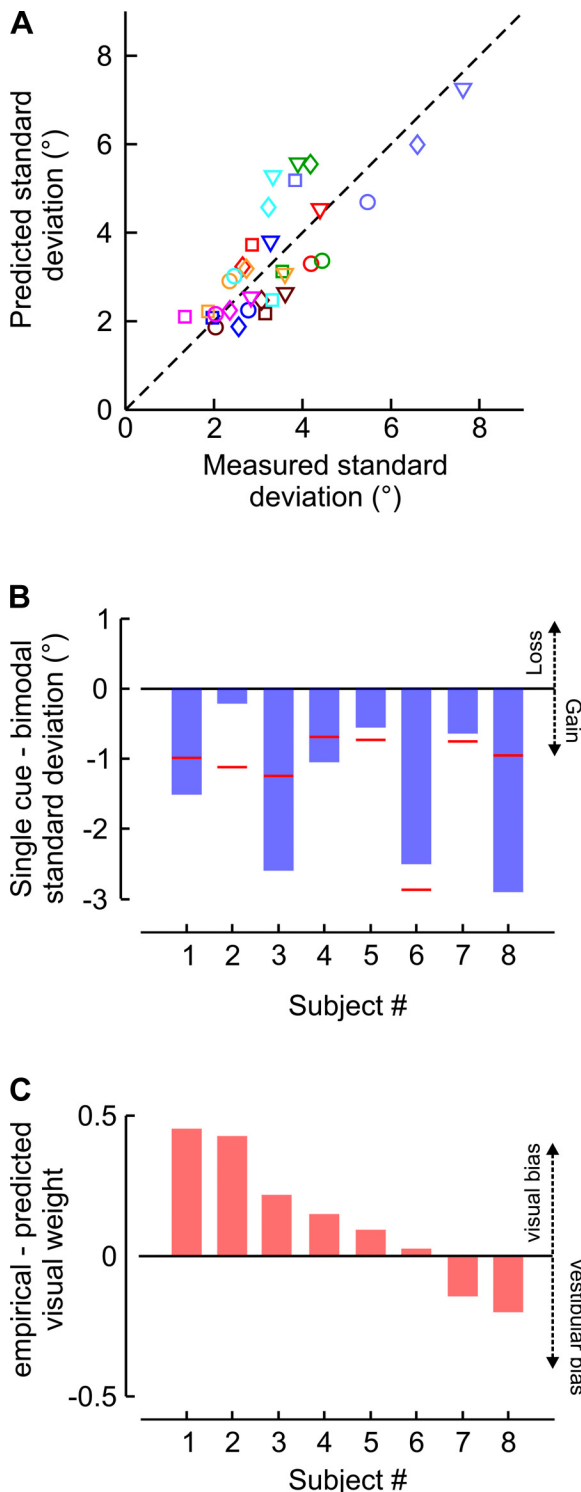 A
Predicted standard
deviation (°)
8
6
4
2
0
0 2 4 6 8
Measured standard
deviation (°)
B
Single cue - bimodal
standard deviation (°)
1
0
-1
-2
-3
Loss
Gain
1 2 3 4 5 6 7 8
Subject #
C
empirical - predicted
visual weight
0.5
0
-0.5
visual bias
vestibular bias
1 2 3 4 5 6 7 8
Subject #